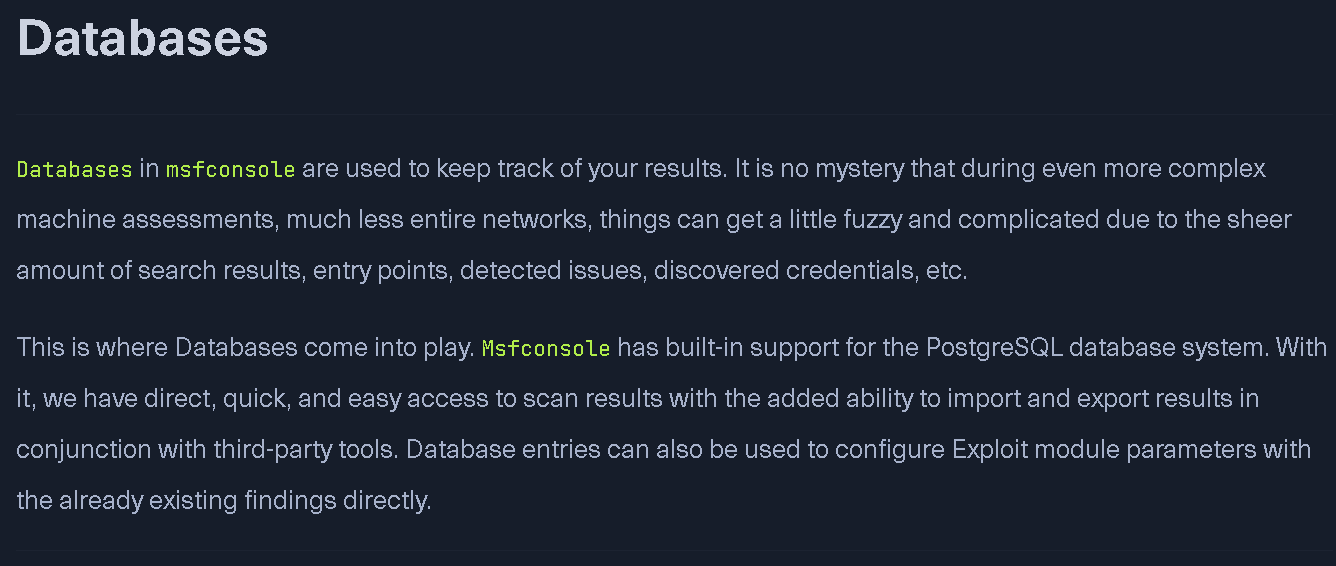 Databases
Databases in msfconsole are used to keep track of your results. It is no mystery that during even more complex
machine assessments, much less entire networks, things can get a little fuzzy and complicated due to the sheer
amount of search results, entry points, detected issues, discovered credentials, etc.
This is where Databases come into play. Msfconsole has built-in support for the PostgreSQL database system. With
it, we have direct, quick, and easy access to scan results with the added ability to import and export results in
conjunction with third-party tools. Database entries can also be used to configure Exploit module parameters with
the already existing findings directly.